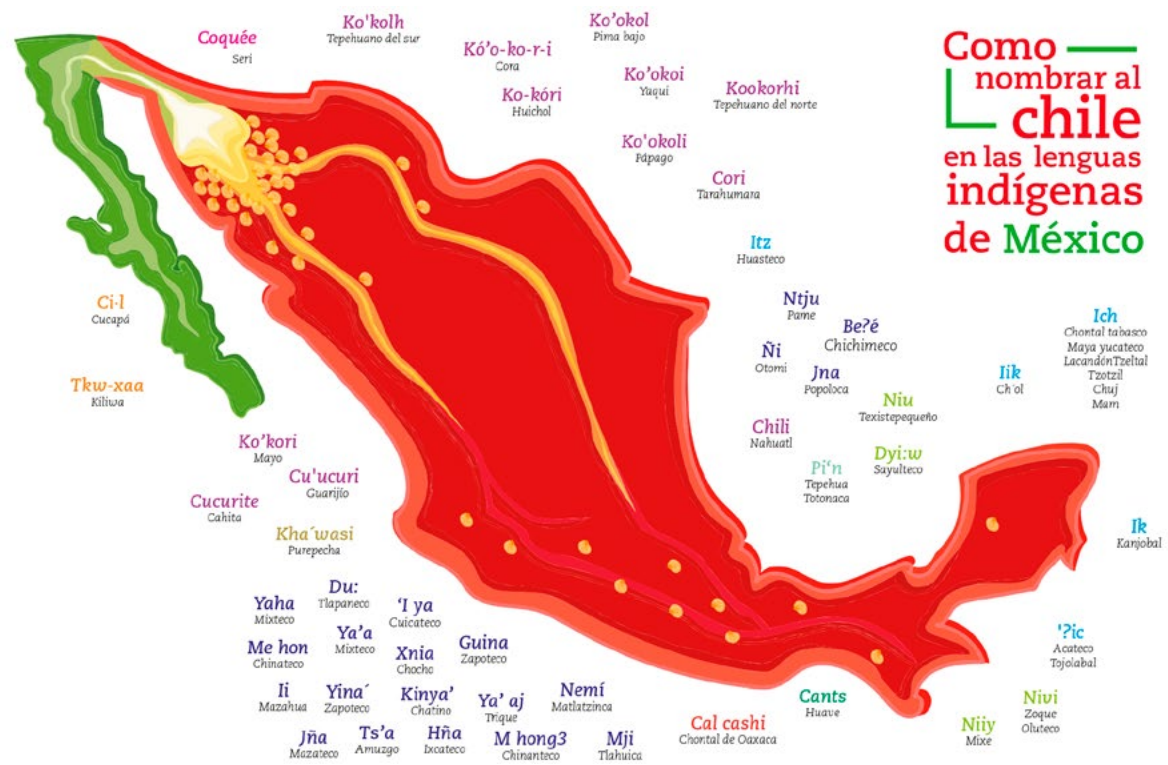 Como
nombrar al
chile
en las lenguas
indígenas
de México
Coquée
Seri
Ko'kolh
Tepehuano del sur
Kó’o-ko-r-i
Cora
Ko-kóri
Huichol
Ko’okol
Pima bajo
Ko’okoi
Yaqui
Kookorhi
Tepehuano del norte
Ko'okoli
Pápago
Cori
Tarahumara
Itz
Huasteco
Ntju
Pame
Be?é
Chichimeco
Ñi
Otomi
Jna
Popoloca
Niu
Texistepequeño
Chili
Nahuatl
Dyi:w
Sayulteco
Pi‘n
Tepehua
Totonaca
Iik
Ch´ol
Ich
Chontal tabasco
Maya yucateco
LacandónTzeltal
Tzotzil
Chuj
Mam
Ik
Kanjobal
'?ic
Acateco
Tojolabal
Nivi
Zoque
Oluteco
Niiy
Mixe
Cants
Huave
Cal cashi
Chontal de Oaxaca
Ci·l
Cucapá
Tkw-xaa
Kiliwa
Ko’kori
Mayo
Cu'ucuri
Guarijío
Cucurite
Cahita
Kha´wasi
Purepecha
Yaha
Mixteco
Du:
Tlapaneco
‘I ya
Cuicateco
Me hon
Chinateco
Ya’a
Mixteco
Xnia
Chocho
Guina
Zapoteco
Ii
Mazahua
Yina´
Zapoteco
Kinya’
Chatino
Ya’ aj
Trique
Nemí
Matlatzinca
Jña
Mazateco
Ts’a
Amuzgo
Hña
Ixcateco
M hong3
Chinanteco
Mji
Tlahuica